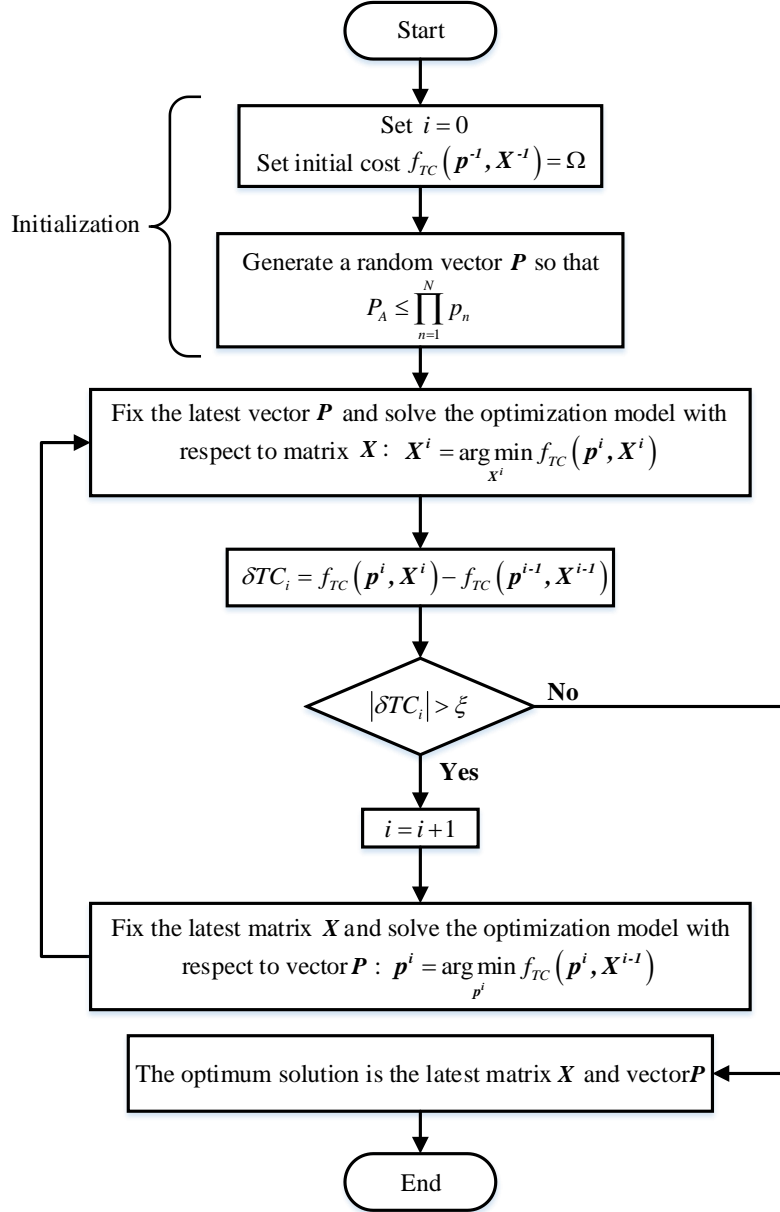 Start
Set i = 0
Set initial cost f_TC(p^-1, X^-1) = Ω
Initialization
Generate a random vector P so that
P_A ≤ ∏_{n=1}^{N} p_n
Fix the latest vector P and solve the optimization model with
respect to matrix X : X^i = arg min_{X^i} f_TC(p^i, X^i)
δTC_i = f_TC(p^i, X^i) − f_TC(p^i-1, X^i-1)
|δTC_i| > ξ
No
Yes
i = i + 1
Fix the latest matrix X and solve the optimization model with
respect to vector P : p^i = arg min_{p^i} f_TC(p^i, X^i-1)
The optimum solution is the latest matrix X and vector P
End